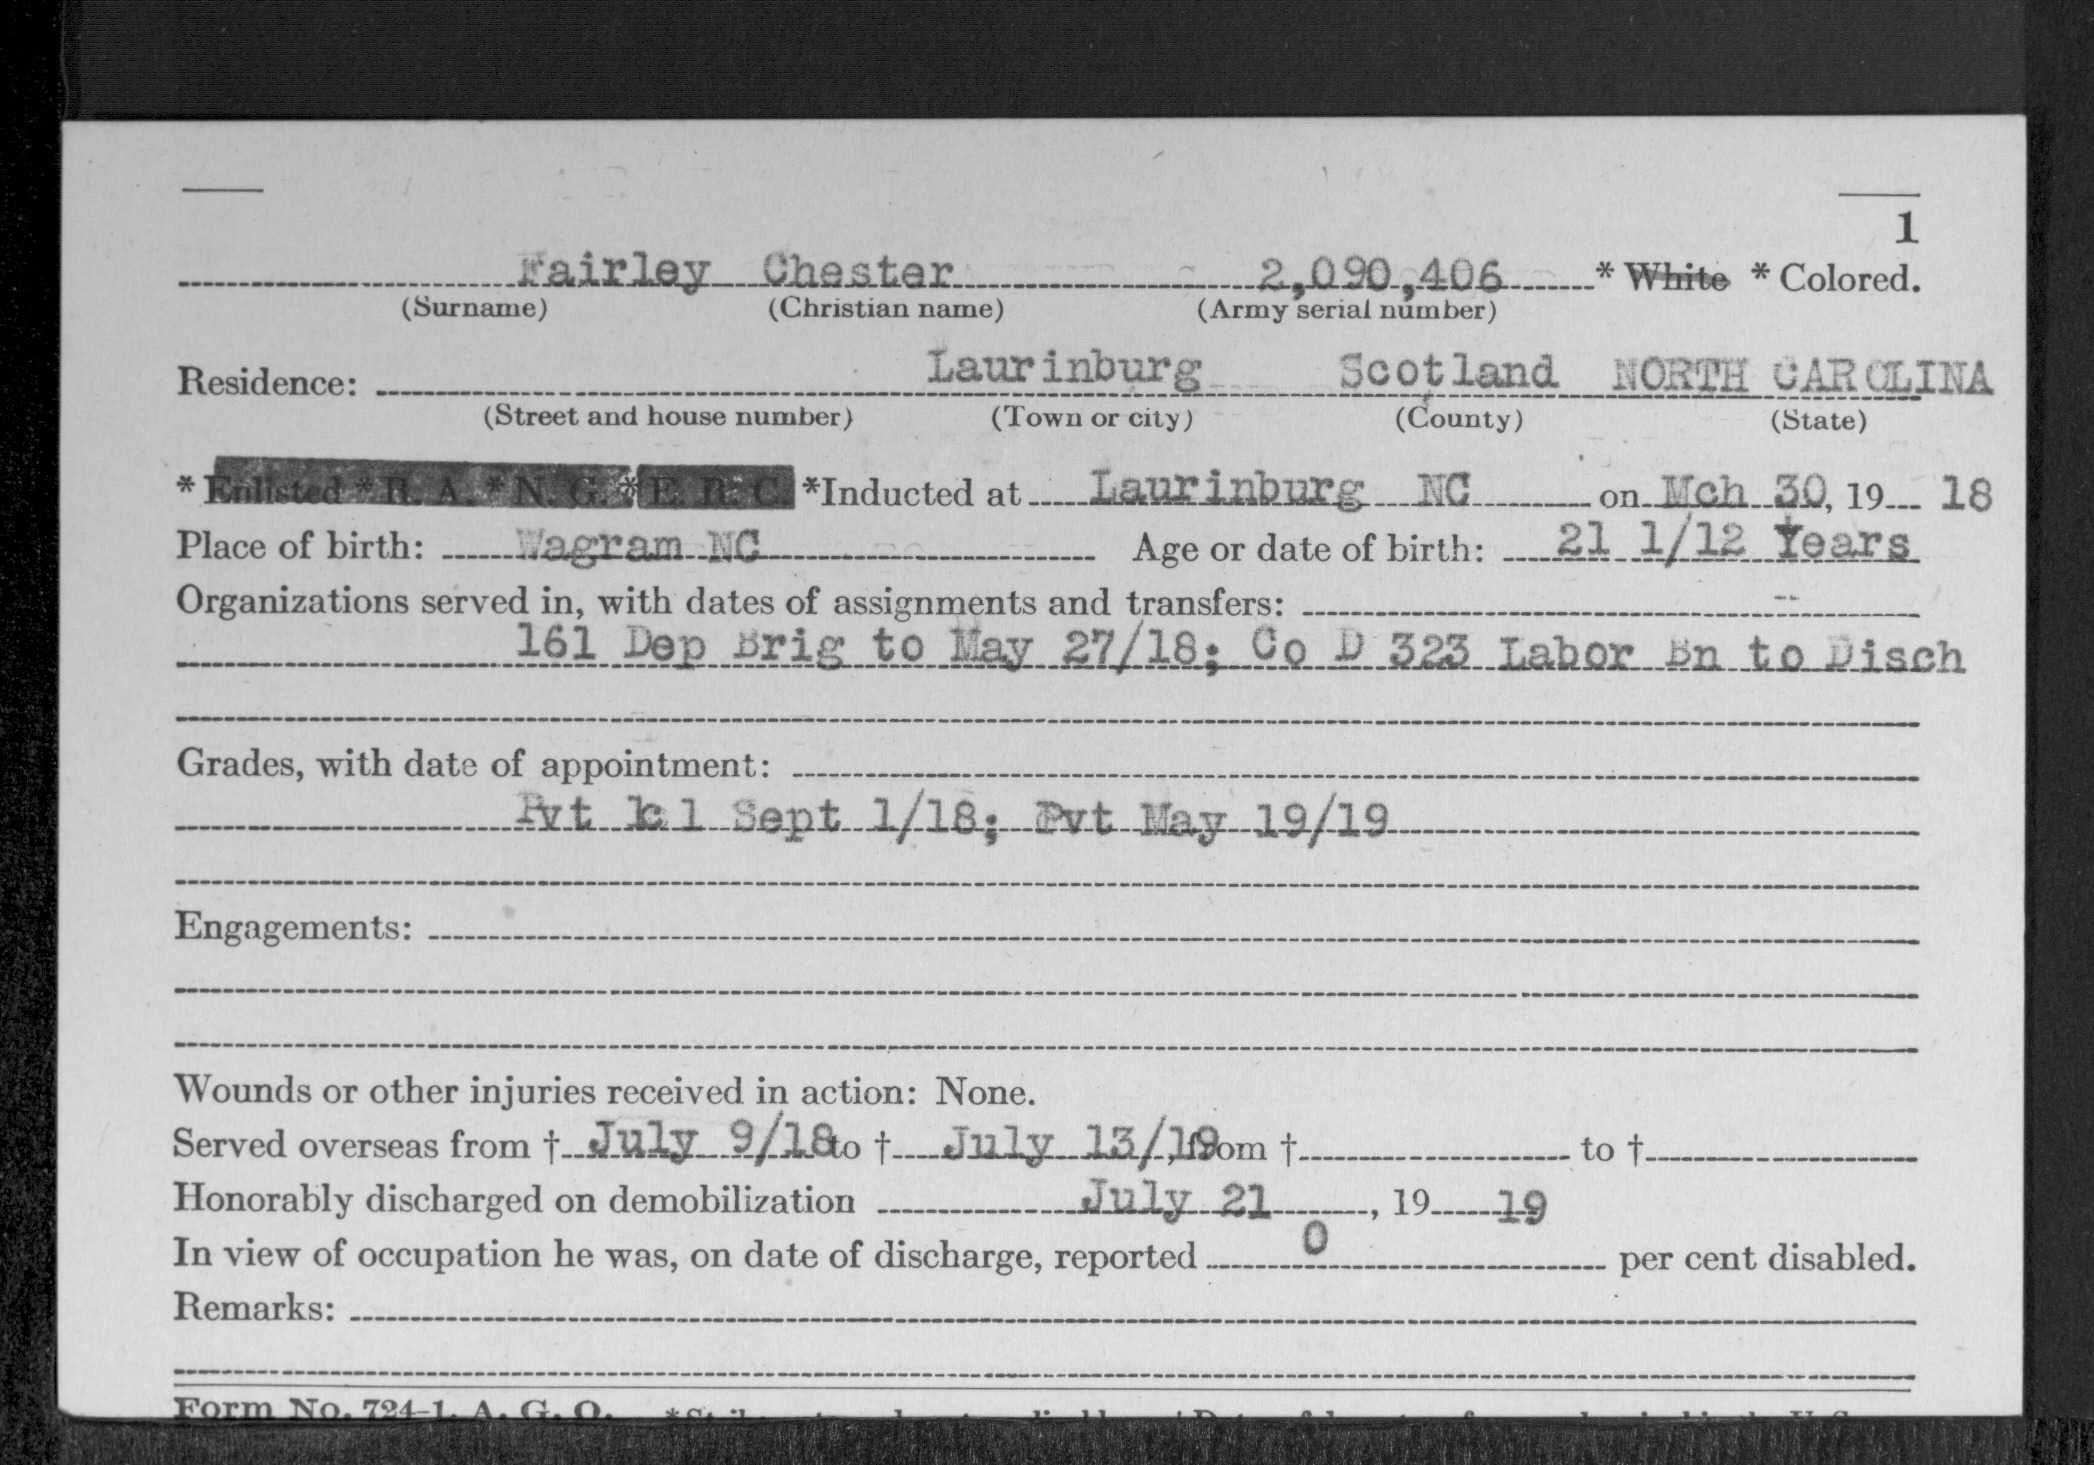 1
Fairley Chester 2,090,406 * White * Colored.
(Surname) (Christian name) (Army serial number)
Residence: Laurinburg Scotland NORTH CAROLINA
(Street and house number) (Town or city) (County) (State)
* Enlisted * R. A. * N. G. * E. R. C. *Inducted at Laurinburg NC on Mch 30, 19 18
Place of birth: Wagram NC Age or date of birth: 21 1/12 Years
Organizations served in, with dates of assignments and transfers:
161 Dep Brig to May 27/18; Co D 323 Labor Bn to Disch
Grades, with date of appointment:
Pvt 1cl Sept 1/18; Pvt May 19/19
Engagements:
Wounds or other injuries received in action: None.
Served overseas from † July 9/18 to † July 13/19, from † to †
Honorably discharged on demobilization July 21, 19 19
In view of occupation he was, on date of discharge, reported 0 per cent disabled.
Remarks:
Form No. 724-1, A. G. O.